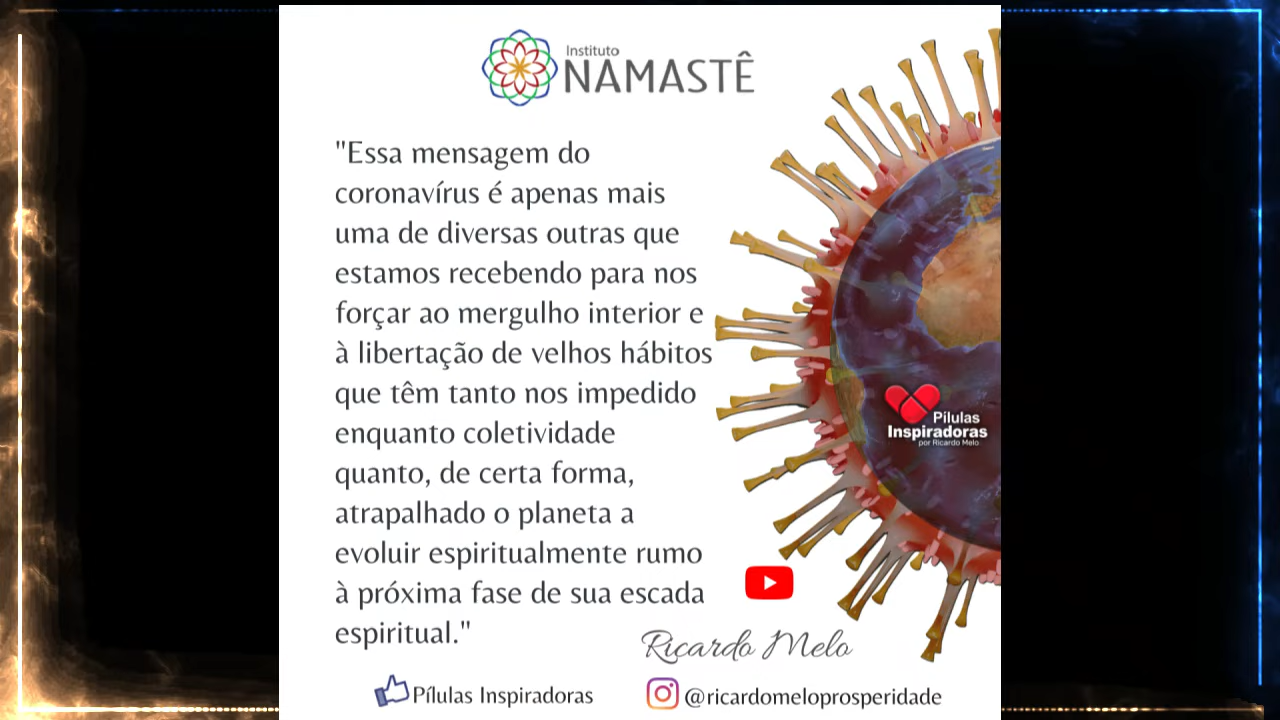 Instituto
NAMASTÊ
"Essa mensagem do
coronavírus é apenas mais
uma de diversas outras que
estamos recebendo para nos
forçar ao mergulho interior e
à libertação de velhos hábitos
que têm tanto nos impedido
enquanto coletividade
quanto, de certa forma,
atrapalhado o planeta a
evoluir espiritualmente rumo
à próxima fase de sua escada
espiritual."
Pílulas
Inspiradoras
por Ricardo Melo
Ricardo Melo
Pílulas Inspiradoras
@ricardomeloprosperidade